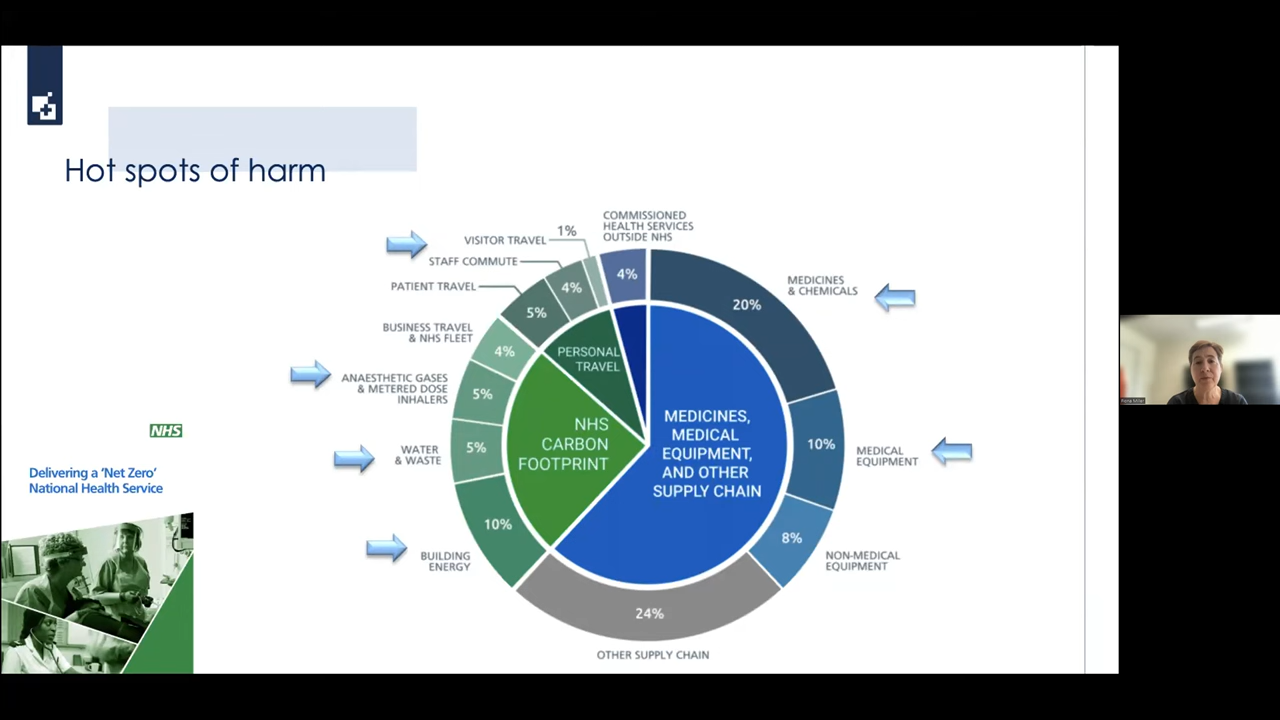 Hot spots of harm
COMMISSIONED
HEALTH SERVICES
OUTSIDE NHS
1%
VISITOR TRAVEL
STAFF COMMUTE
PATIENT TRAVEL
BUSINESS TRAVEL
& NHS FLEET
ANAESTHETIC GASES
& METERED DOSE
INHALERS
WATER
& WASTE
BUILDING
ENERGY
4%
4%
5%
4%
5%
5%
10%
20%
10%
8%
24%
MEDICINES
& CHEMICALS
MEDICAL
EQUIPMENT
NON-MEDICAL
EQUIPMENT
OTHER SUPPLY CHAIN
PERSONAL
TRAVEL
NHS
CARBON
FOOTPRINT
MEDICINES,
MEDICAL
EQUIPMENT,
AND OTHER
SUPPLY CHAIN
NHS
Delivering a ‘Net Zero’
National Health Service